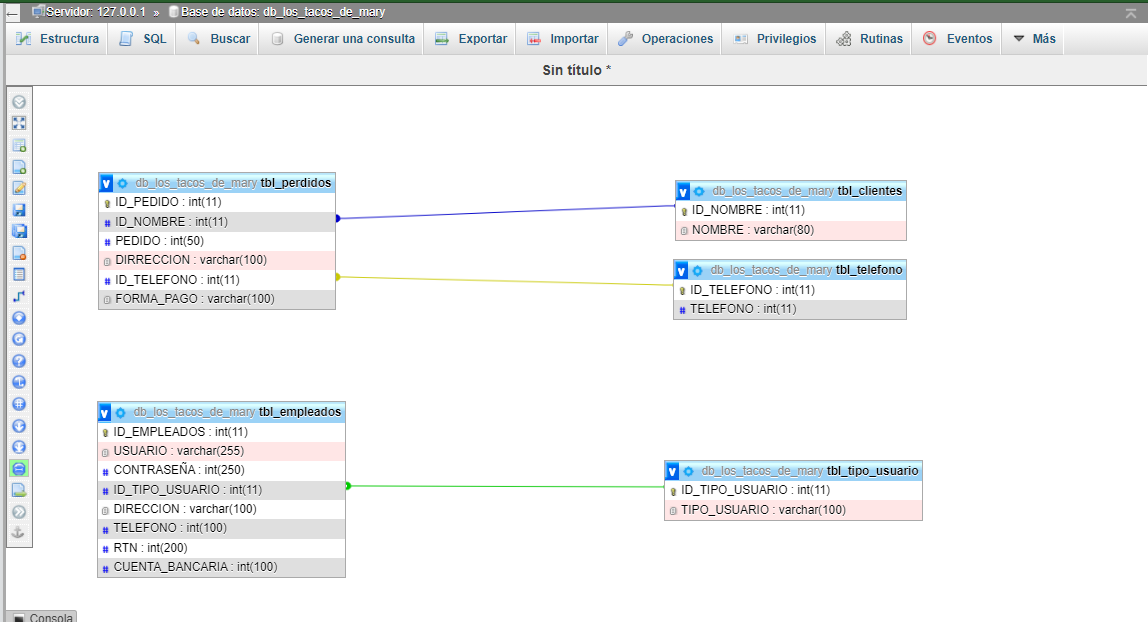 Servidor: 127.0.0.1 » Base de datos: db_los_tacos_de_mary
Estructura SQL Buscar Generar una consulta Exportar Importar Operaciones Privilegios Rutinas Eventos Más
Sin título *
db_los_tacos_de_mary tbl_perdidos
ID_PEDIDO : int(11)
ID_NOMBRE : int(11)
PEDIDO : int(50)
DIRRECCION : varchar(100)
ID_TELEFONO : int(11)
FORMA_PAGO : varchar(100)
db_los_tacos_de_mary tbl_clientes
ID_NOMBRE : int(11)
NOMBRE : varchar(80)
db_los_tacos_de_mary tbl_telefono
ID_TELEFONO : int(11)
TELEFONO : int(11)
db_los_tacos_de_mary tbl_empleados
ID_EMPLEADOS : int(11)
USUARIO : varchar(255)
CONTRASEÑA : int(250)
ID_TIPO_USUARIO : int(11)
DIRECCION : varchar(100)
TELEFONO : int(100)
RTN : int(200)
CUENTA_BANCARIA : int(100)
db_los_tacos_de_mary tbl_tipo_usuario
ID_TIPO_USUARIO : int(11)
TIPO_USUARIO : varchar(100)
Consola